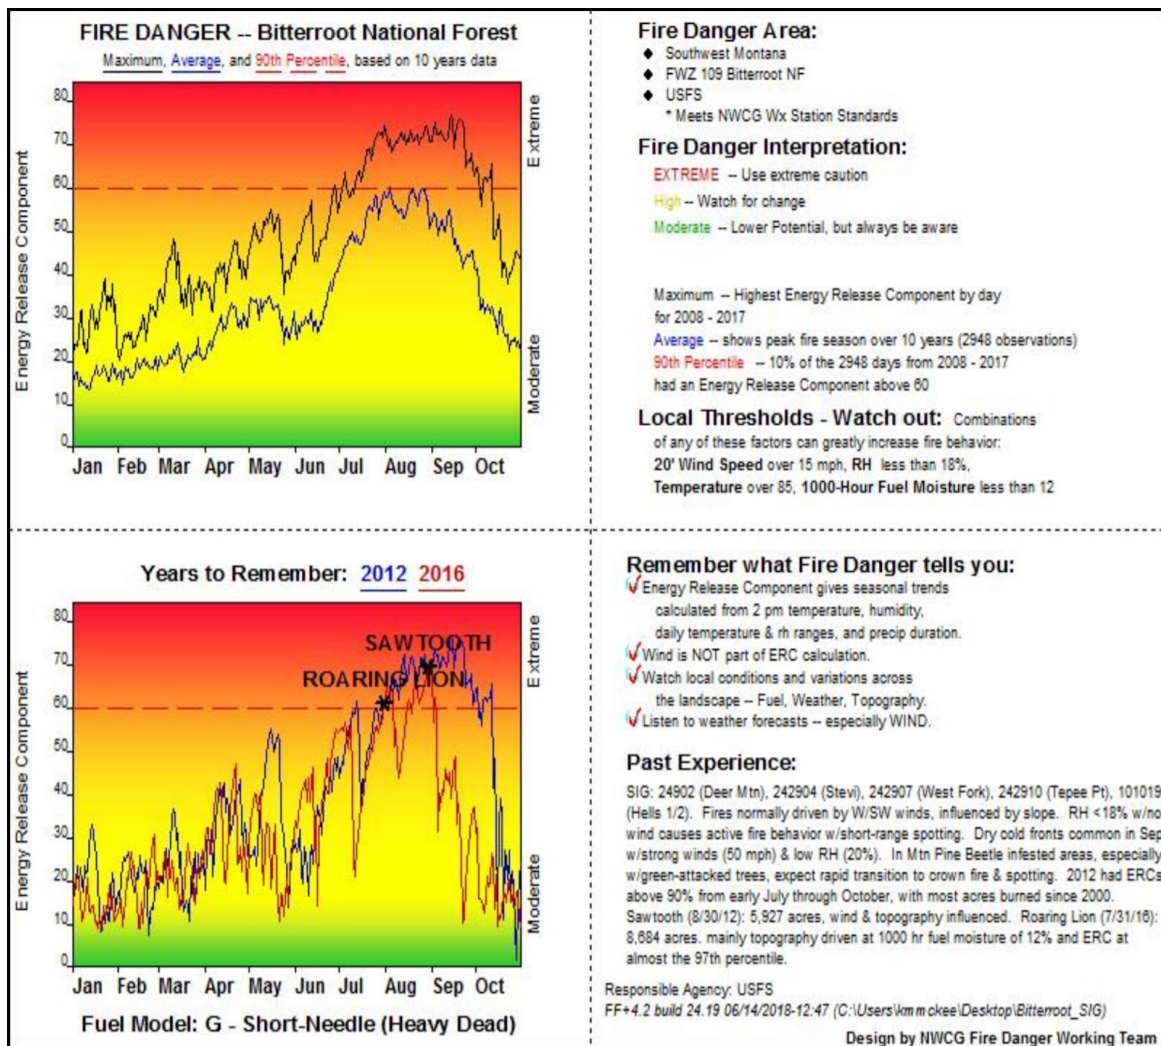 FIRE DANGER -- Bitterroot National Forest
Maximum, Average, and 90th Percentile, based on 10 years data
Energy Release Component
80
70
60
50
40
30
20
10
0
Extreme
Moderate
Jan Feb Mar Apr May Jun Jul Aug Sep Oct
Fire Danger Area:
Southwest Montana
FWZ 109 Bitterroot NF
USFS
* Meets NWCG Wx Station Standards
Fire Danger Interpretation:
EXTREME -- Use extreme caution
High -- Watch for change
Moderate -- Lower Potential, but always be aware
Maximum -- Highest Energy Release Component by day
for 2008 - 2017
Average -- shows peak fire season over 10 years (2948 observations)
90th Percentile -- 10% of the 2948 days from 2008 - 2017
had an Energy Release Component above 60
Local Thresholds - Watch out: Combinations
of any of these factors can greatly increase fire behavior:
20' Wind Speed over 15 mph, RH less than 18%,
Temperature over 85, 1000-Hour Fuel Moisture less than 12
Years to Remember: 2012 2016
Energy Release Component
80
70
60
50
40
30
20
10
0
SAWTOOTH
ROARING LION
Extreme
Moderate
Jan Feb Mar Apr May Jun Jul Aug Sep Oct
Fuel Model: G - Short-Needle (Heavy Dead)
Remember what Fire Danger tells you:
Energy Release Component gives seasonal trends
calculated from 2 pm temperature, humidity,
daily temperature & rh ranges, and precip duration.
Wind is NOT part of ERC calculation.
Watch local conditions and variations across
the landscape -- Fuel, Weather, Topography.
Listen to weather forecasts -- especially WIND.
Past Experience:
SIG: 24902 (Deer Mtn), 242904 (Stevi), 242907 (West Fork), 242910 (Tepee Pt), 101019
(Hells 1/2). Fires normally driven by W/SW winds, influenced by slope. RH <18% w/no
wind causes active fire behavior w/short-range spotting. Dry cold fronts common in Sep
w/strong winds (50 mph) & low RH (20%). In Mtn Pine Beetle infested areas, especially
w/green-attacked trees, expect rapid transition to crown fire & spotting. 2012 had ERCs
above 90% from early July through October, with most acres burned since 2000.
Sawtooth (8/30/12): 5,927 acres, wind & topography influenced. Roaring Lion (7/31/16):
8,684 acres. mainly topography driven at 1000 hr fuel moisture of 12% and ERC at
almost the 97th percentile.
Responsible Agency: USFS
FF+4.2 build 24.19 06/14/2018-12:47 (C:\Users\kmmckee\Desktop\Bitterroot_SIG)
Design by NWCG Fire Danger Working Team